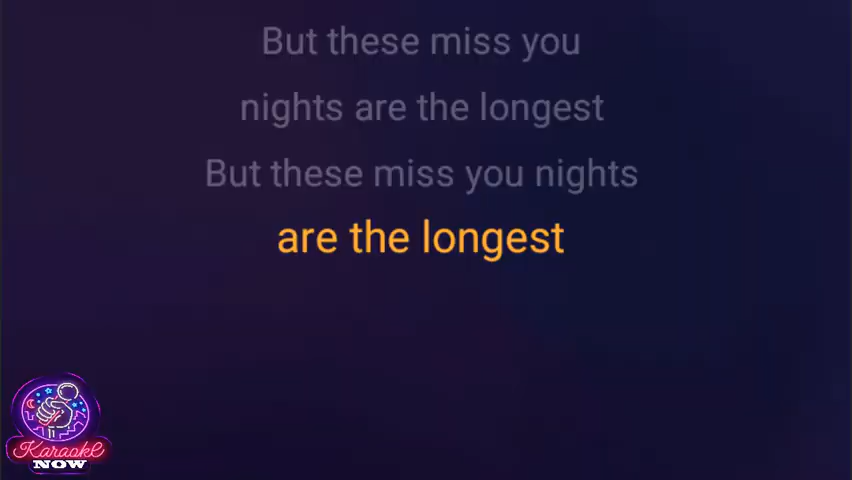 But these miss you
nights are the longest
But these miss you nights
are the longest
Karaoke
NOW